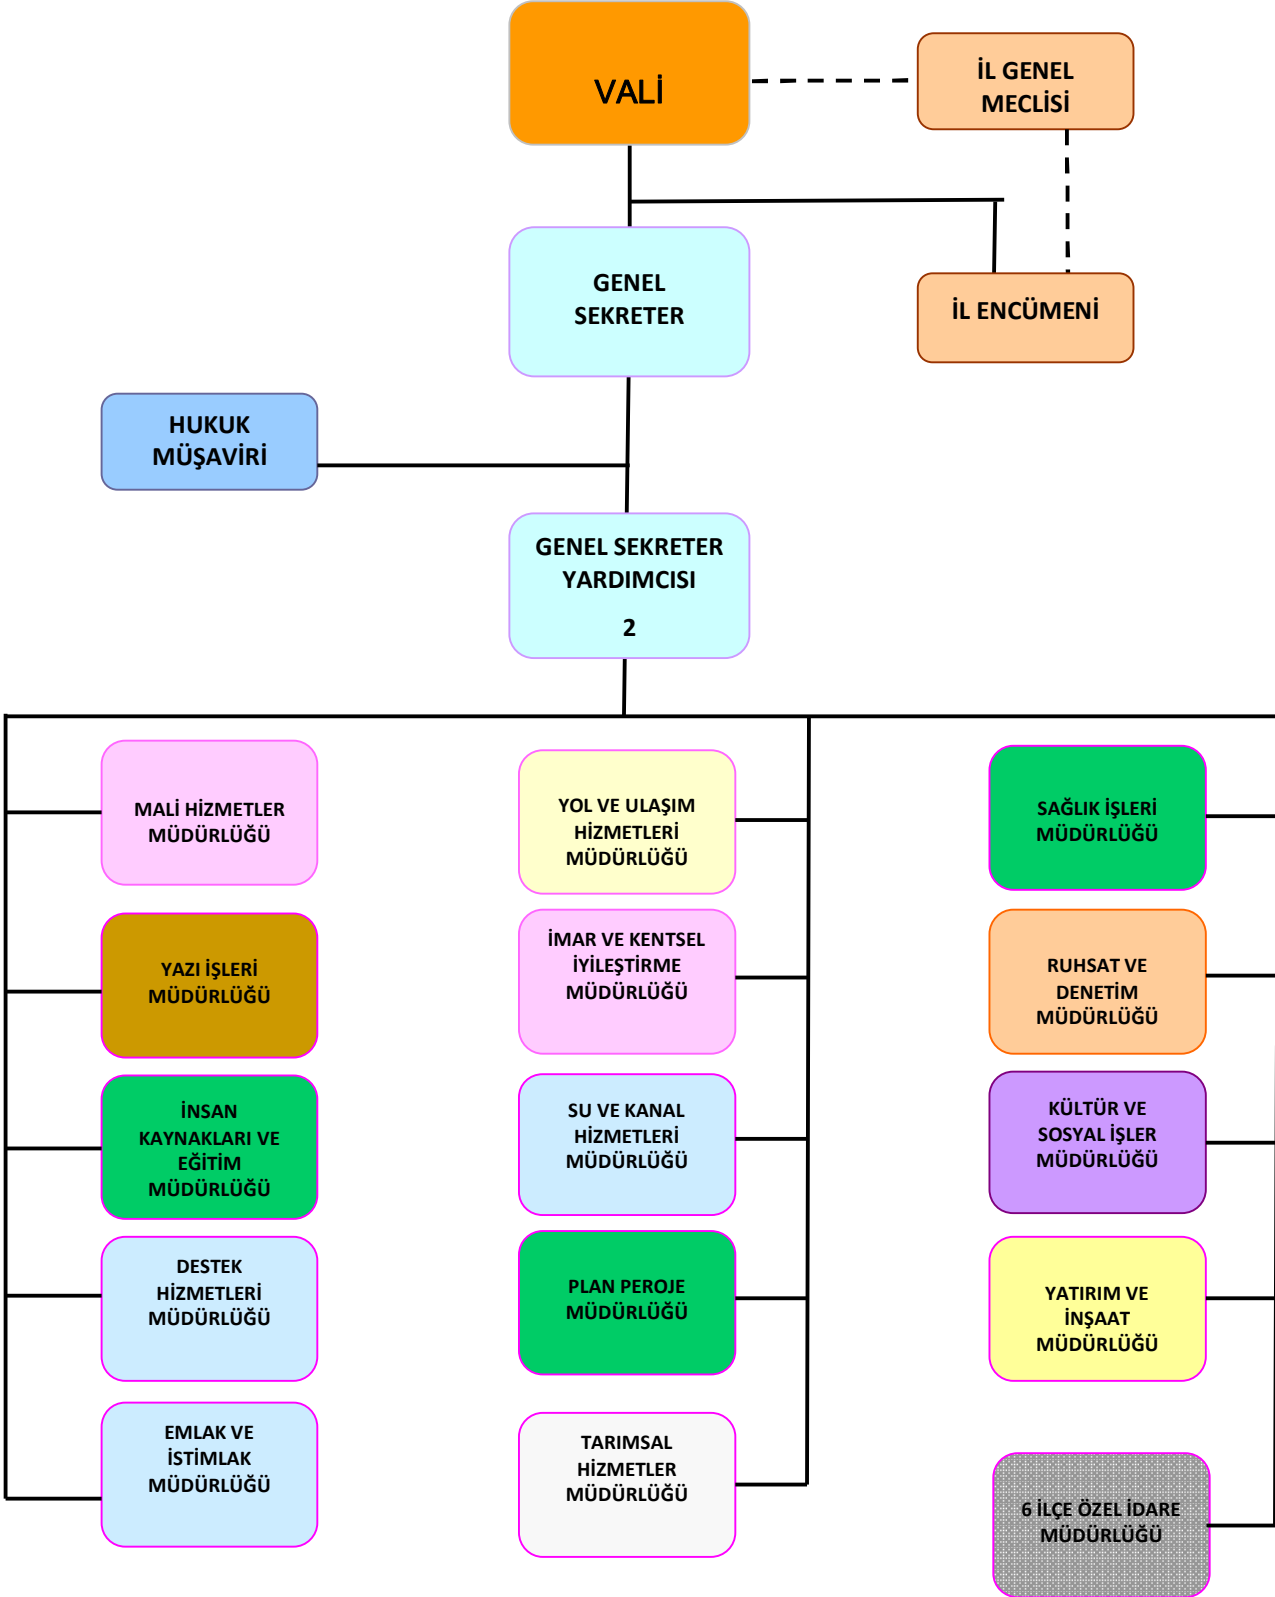 VALİ
İL GENEL
MECLİSİ
GENEL
SEKRETER
İL ENCÜMENİ
HUKUK
MÜŞAVİRİ
GENEL SEKRETER
YARDIMCISI
2
MALİ HİZMETLER
MÜDÜRLÜĞÜ
YAZI İŞLERİ
MÜDÜRLÜĞÜ
İNSAN
KAYNAKLARI VE
EĞİTİM
MÜDÜRLÜĞÜ
DESTEK
HİZMETLERİ
MÜDÜRLÜĞÜ
EMLAK VE
İSTİMLAK
MÜDÜRLÜĞÜ
YOL VE ULAŞIM
HİZMETLERİ
MÜDÜRLÜĞÜ
İMAR VE KENTSEL
İYİLEŞTİRME
MÜDÜRLÜĞÜ
SU VE KANAL
HİZMETLERİ
MÜDÜRLÜĞÜ
PLAN PEROJE
MÜDÜRLÜĞÜ
TARIMSAL
HİZMETLER
MÜDÜRLÜĞÜ
SAĞLIK İŞLERİ
MÜDÜRLÜĞÜ
RUHSAT VE
DENETİM
MÜDÜRLÜĞÜ
KÜLTÜR VE
SOSYAL İŞLER
MÜDÜRLÜĞÜ
YATIRIM VE
İNŞAAT
MÜDÜRLÜĞÜ
6 İLÇE ÖZEL İDARE
MÜDÜRLÜĞÜ